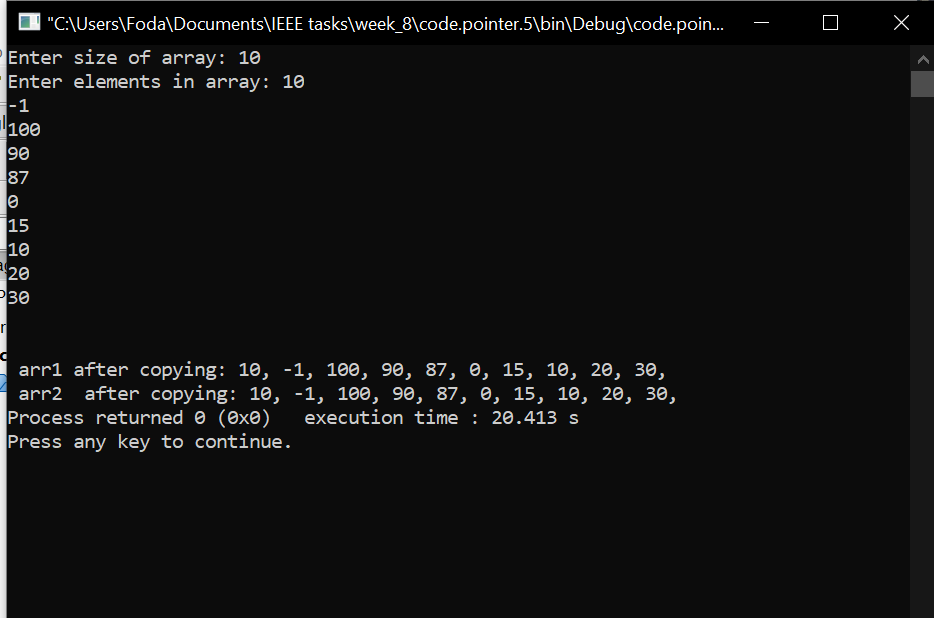 "C:\Users\Foda\Documents\IEEE tasks\week_8\code.pointer.5\bin\Debug\code.poin...
Enter size of array: 10
Enter elements in array: 10
-1
100
90
87
0
15
10
20
30
arr1 after copying: 10, -1, 100, 90, 87, 0, 15, 10, 20, 30,
arr2  after copying: 10, -1, 100, 90, 87, 0, 15, 10, 20, 30,
Process returned 0 (0x0)   execution time : 20.413 s
Press any key to continue.